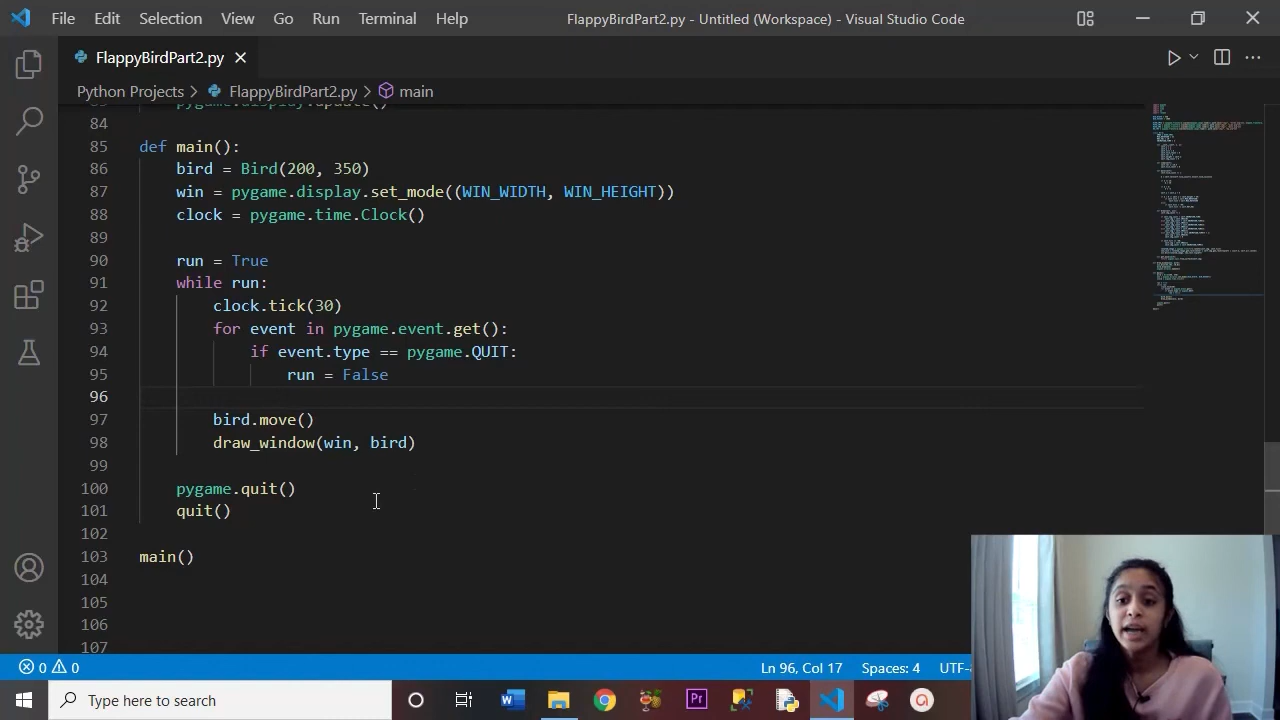 File Edit Selection View Go Run Terminal Help FlappyBirdPart2.py - Untitled (Workspace) - Visual Studio Code
FlappyBirdPart2.py
Python Projects > FlappyBirdPart2.py > main
pygame.display.update()
84
85 def main():
86 bird = Bird(200, 350)
87 win = pygame.display.set_mode((WIN_WIDTH, WIN_HEIGHT))
88 clock = pygame.time.Clock()
89
90 run = True
91 while run:
92 clock.tick(30)
93 for event in pygame.event.get():
94 if event.type == pygame.QUIT:
95 run = False
96
97 bird.move()
98 draw_window(win, bird)
99
100 pygame.quit()
101 quit()
102
103 main()
104
105
106
107
0 0 Ln 96, Col 17 Spaces: 4
Type here to search